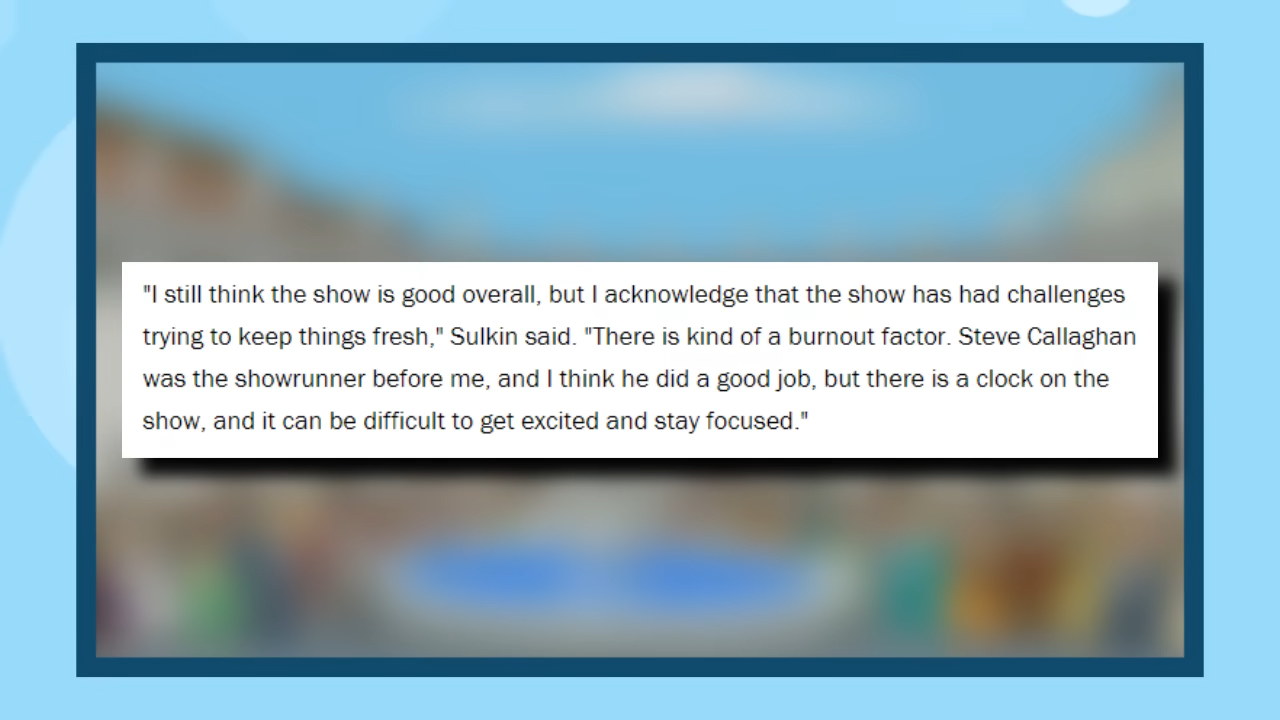 "I still think the show is good overall, but I acknowledge that the show has had challenges
trying to keep things fresh," Sulkin said. "There is kind of a burnout factor. Steve Callaghan
was the showrunner before me, and I think he did a good job, but there is a clock on the
show, and it can be difficult to get excited and stay focused."